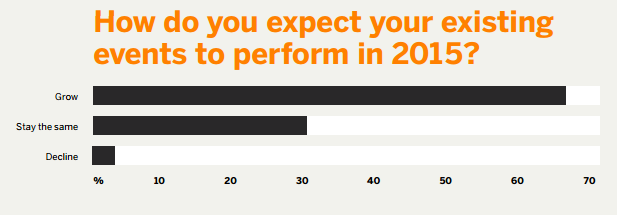 How do you expect your existing
events to perform in 2015?
Grow
Stay the same
Decline
% 10 20 30 40 50 60 70